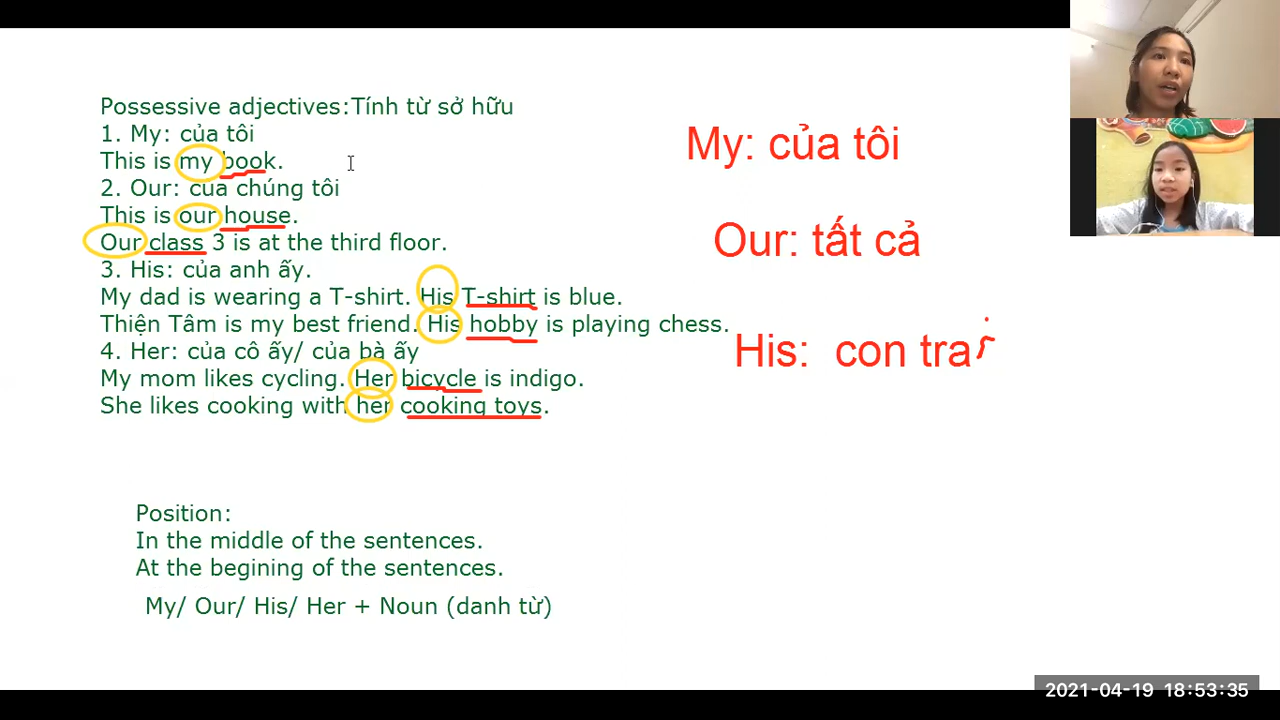 Possessive adjectives:Tính từ sở hữu
1. My: của tôi
This is my book.
2. Our: của chúng tôi
This is our house.
Our class 3 is at the third floor.
3. His: của anh ấy.
My dad is wearing a T-shirt. His T-shirt is blue.
Thiện Tâm is my best friend. His hobby is playing chess.
4. Her: của cô ấy/ của bà ấy
My mom likes cycling. Her bicycle is indigo.
She likes cooking with her cooking toys.
Position:
In the middle of the sentences.
At the begining of the sentences.
My/ Our/ His/ Her + Noun (danh từ)
My: của tôi
Our: tất cả
His: con trai
2021-04-19 18:53:35